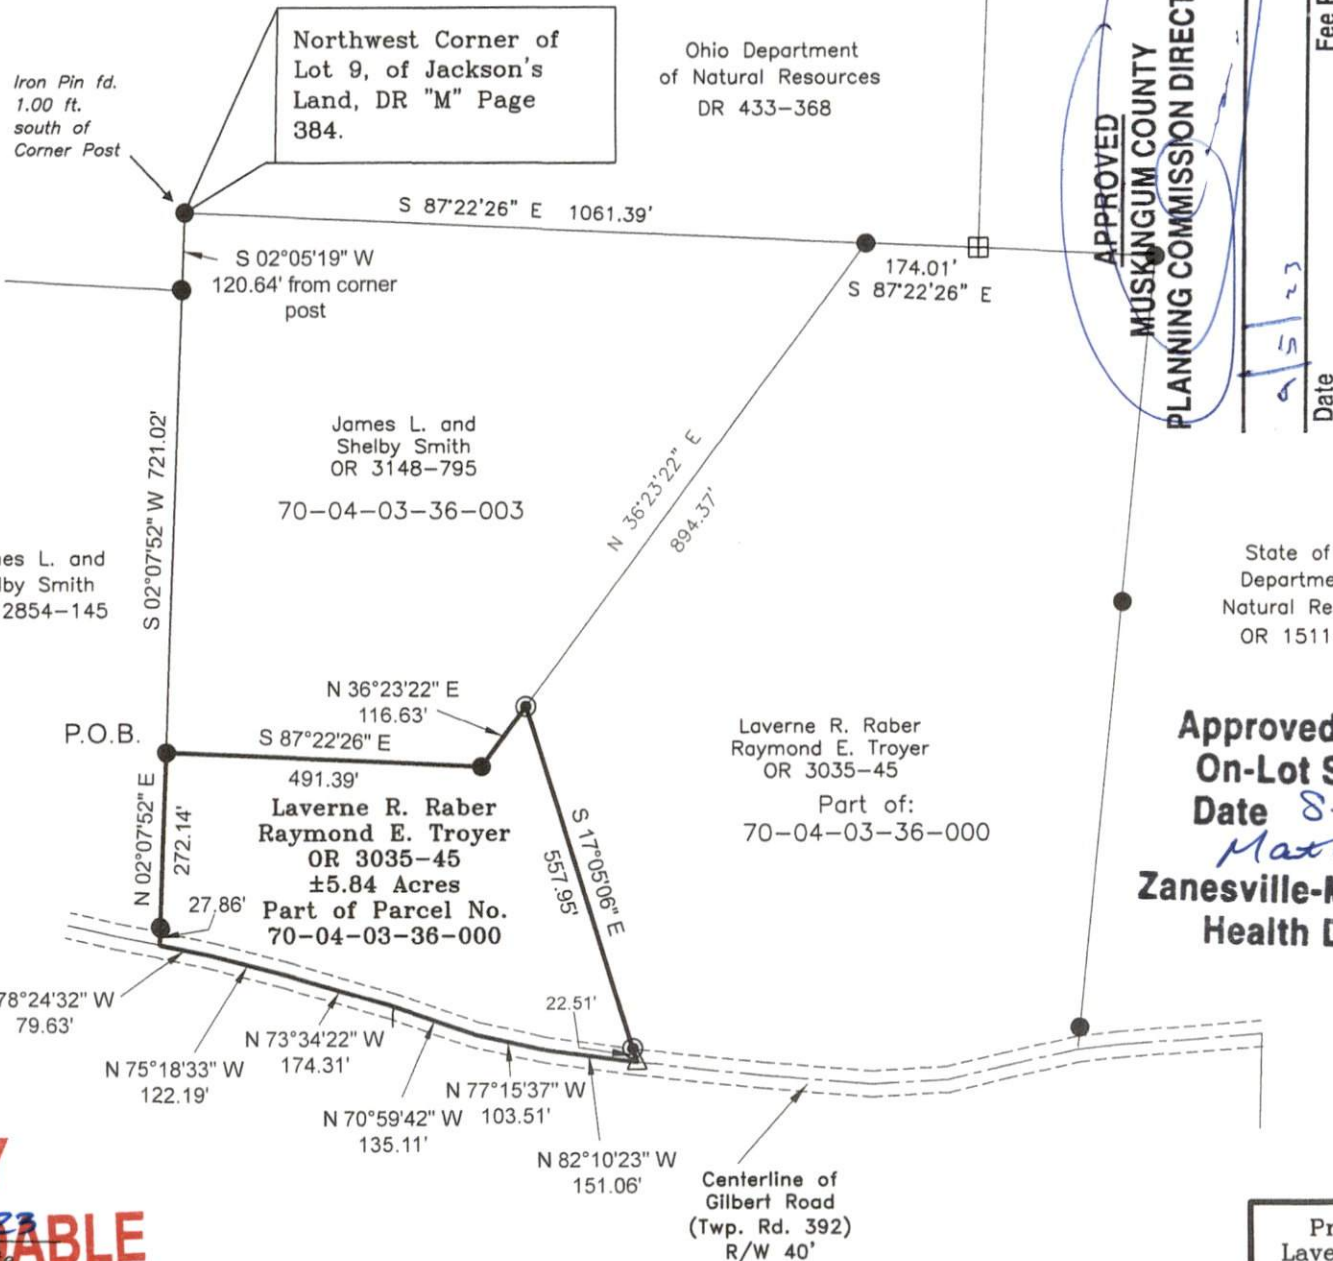 Northwest Corner of
Lot 9, of Jackson's
Land, DR "M" Page
384.
Iron Pin fd.
1.00 ft.
south of
Corner Post
Ohio Department
of Natural Resources
DR 433-368
S 87°22'26" E 1061.39'
S 02°05'19" W
120.64' from corner
post
174.01'
S 87°22'26" E
APPROVED
MUSKINGUM COUNTY
PLANNING COMMISSION DIRECT
Fee
Date
James L. and
Shelby Smith
OR 3148-795
70-04-03-36-003
S 02°07'52" W 721.02'
N 36°23'22" E
894.37'
L. and
Smith
2854-145
State of
Natural
OR 1511
N 36°23'22" E
116.63'
P.O.B.
S 87°22'26" E
491.39'
Laverne R. Raber
Raymond E. Troyer
OR 3035-45
±5.84 Acres
Part of Parcel No.
70-04-03-36-000
N 02°07'52" E
272.14'
27.86'
S 17°05'06" E
557.95'
22.51'
Laverne R. Raber
Raymond E. Troyer
OR 3035-45
Part of:
70-04-03-36-000
Approved
On-Lot S
Date 8-
Zanesville-
Health D
78°24'32" W
79.63'
N 75°18'33" W
122.19'
N 73°34'22" W
174.31'
N 70°59'42" W
135.11'
N 77°15'37" W
103.51'
N 82°10'23" W
151.06'
Centerline of
Gilbert Road
(Twp. Rd. 392)
R/W 40'
23
ABLE
Pr
Lave